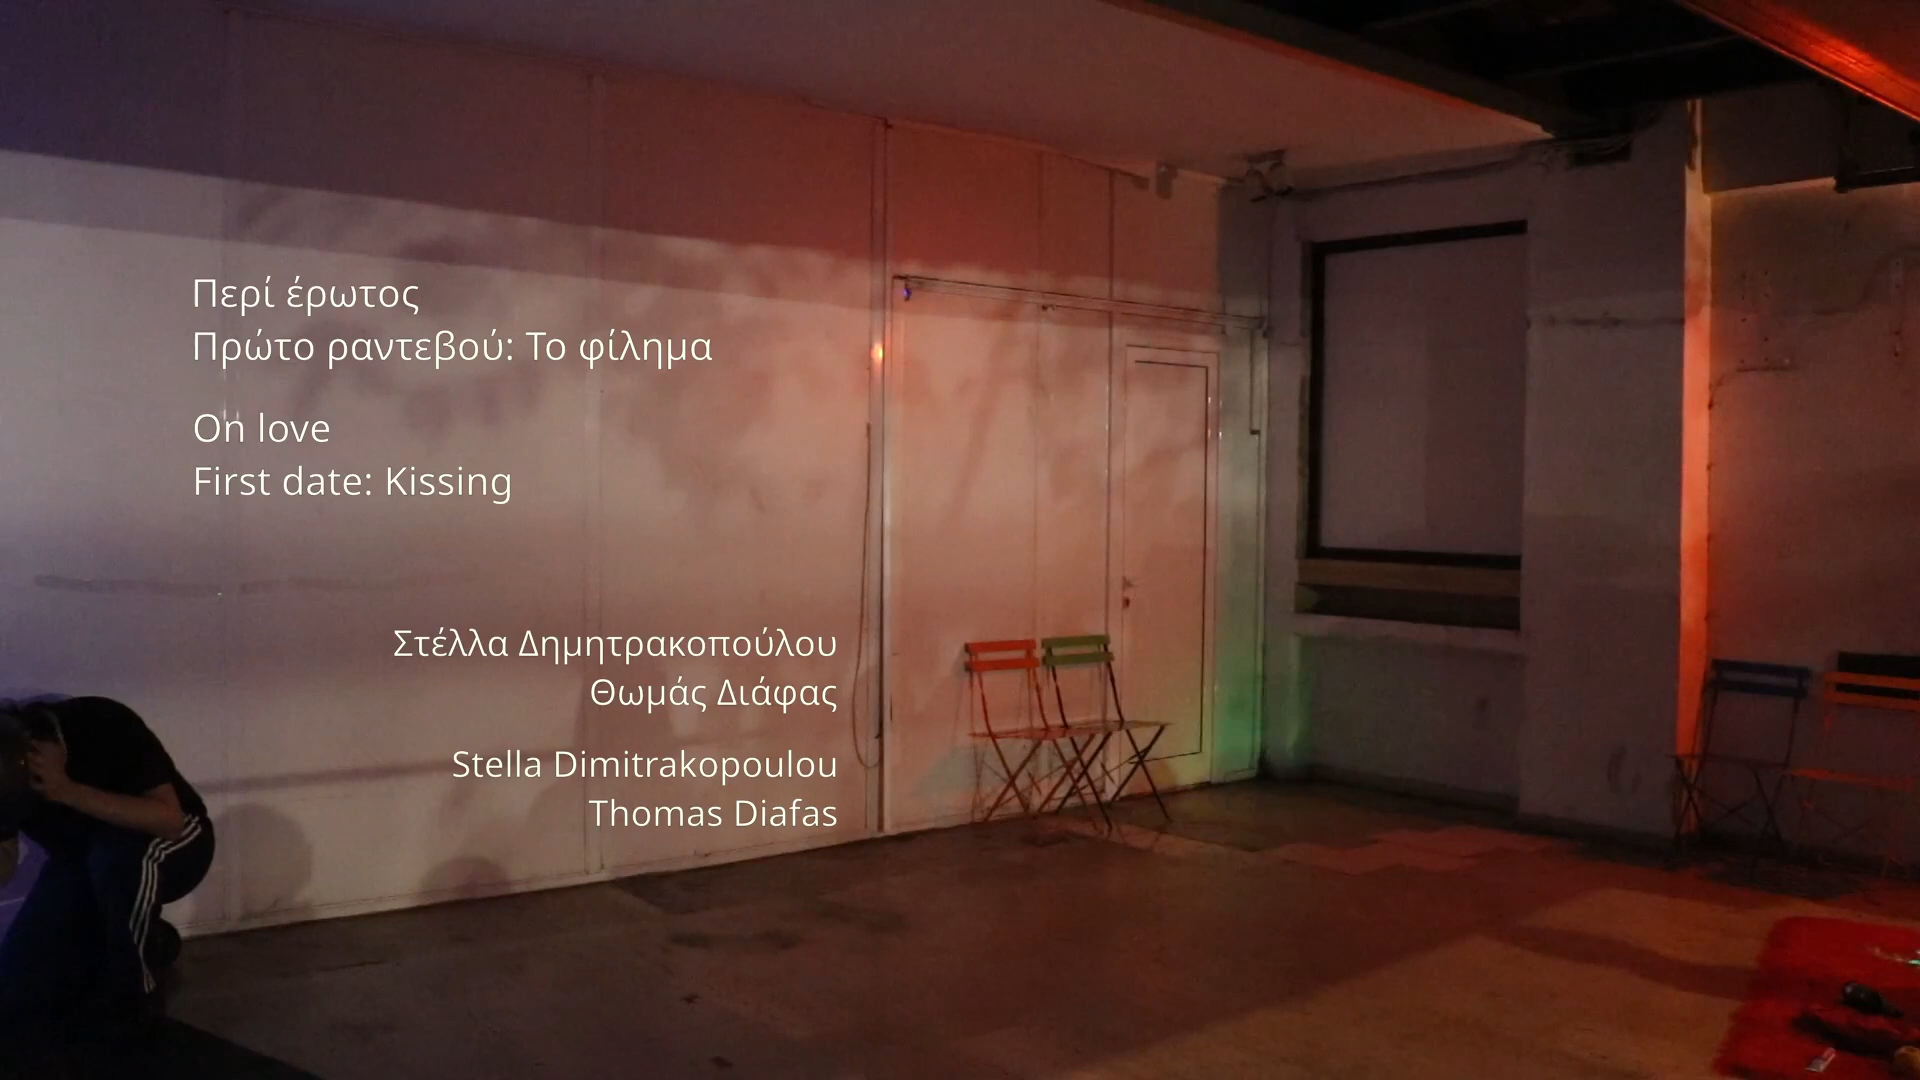 Περί έρωτος
Πρώτο ραντεβού: Το φίλημα
On love
First date: Kissing
Στέλλα Δημητρακοπούλου
Θωμάς Διάφας
Stella Dimitrakopoulou
Thomas Diafas